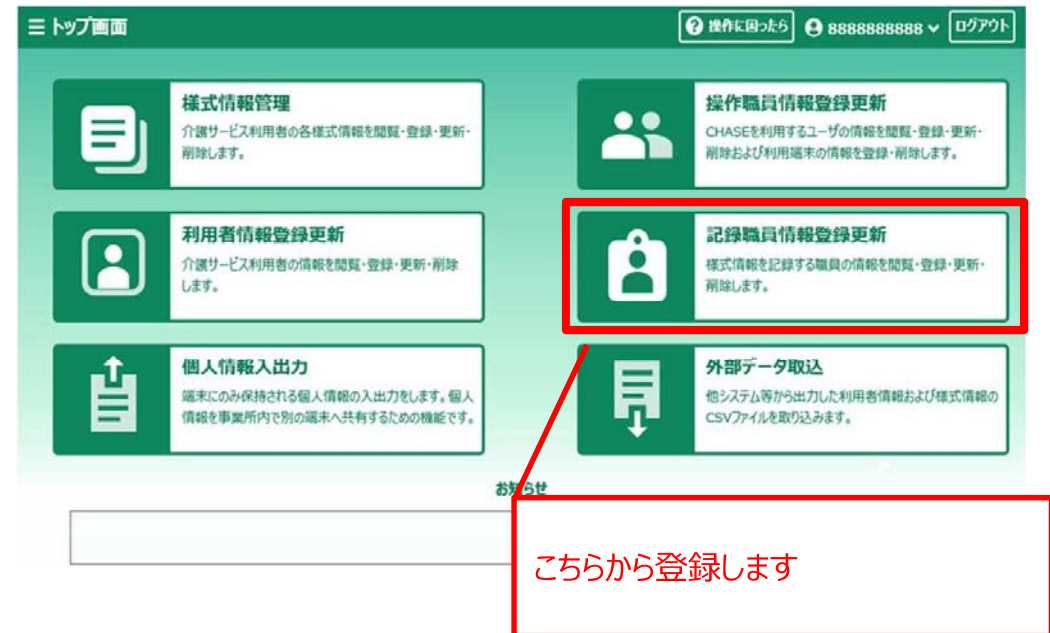 ☰ トップ画面
? 操作に困ったら 8888888888 ログアウト
様式情報管理
介護サービス利用者の各様式情報を閲覧・登録・更新・
削除します。
操作職員情報登録更新
CHASEを利用するユーザの情報を閲覧・登録・更新・
削除および利用端末の情報を登録・削除します。
利用者情報登録更新
介護サービス利用者の情報を閲覧・登録・更新・削除
します。
記録職員情報登録更新
様式情報を記録する職員の情報を閲覧・登録・更新・
削除します。
個人情報入出力
端末にのみ保持される個人情報の入出力をします。個人
情報を事業所内で別の端末へ共有するための機能です。
外部データ取込
他システム等から出力した利用者情報および様式情報の
CSVファイルを取り込みます。
お知らせ
こちらから登録します